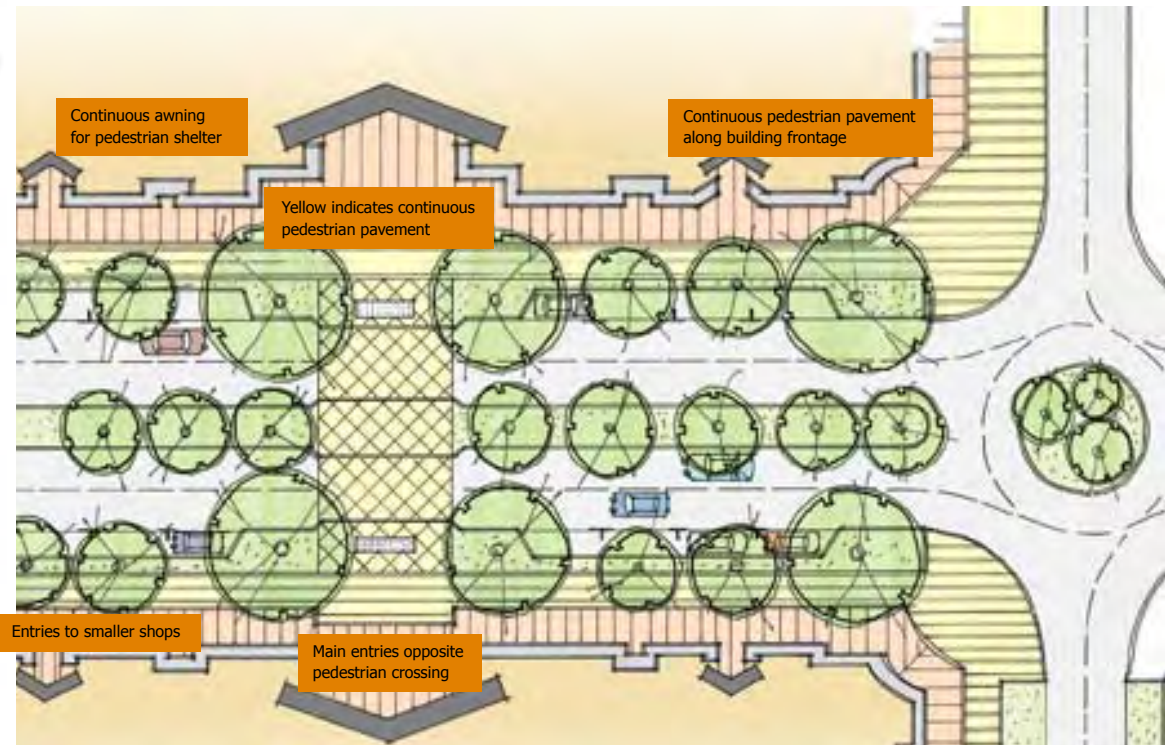 Continuous awning
for pedestrian shelter
Continuous pedestrian pavement
along building frontage
Yellow indicates continuous
pedestrian pavement
Entries to smaller shops
Main entries opposite
pedestrian crossing